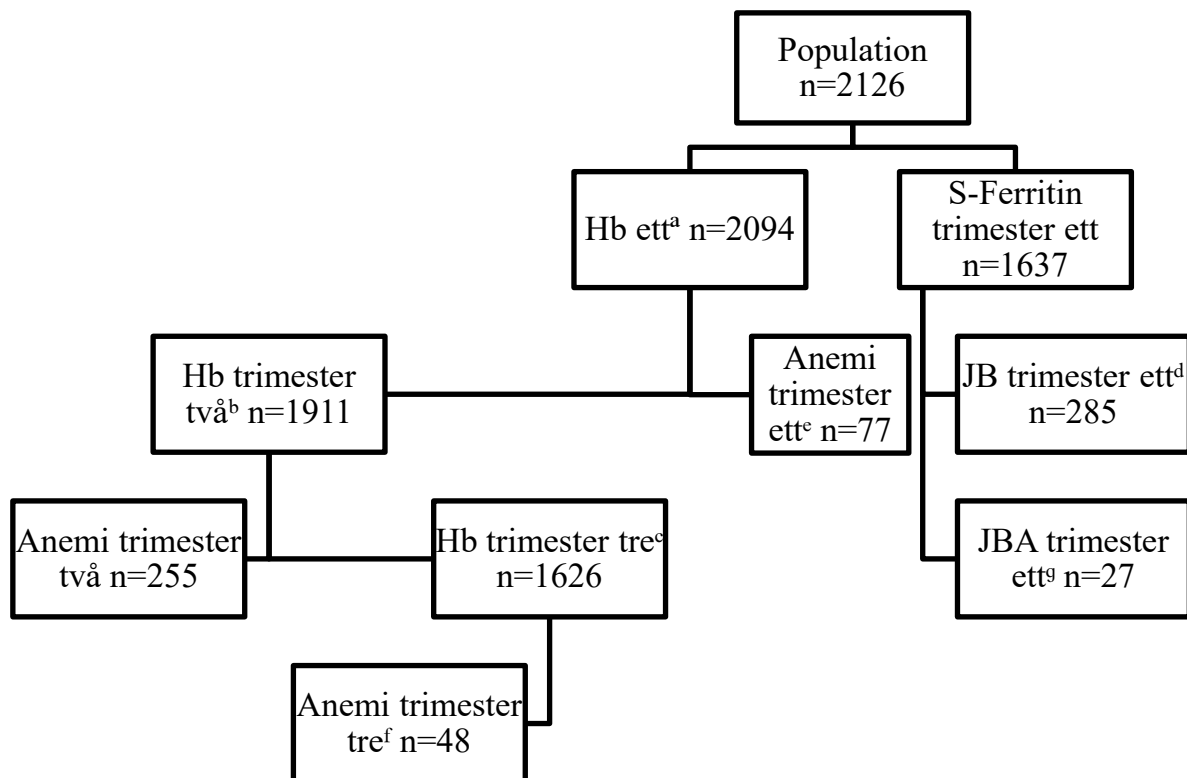 Population
n=2126
Hb ettᵃ n=2094
S-Ferritin
trimester ett
n=1637
Hb trimester
tvåᵇ n=1911
Anemi
trimester
ettᵉ n=77
JB trimester ettᵈ
n=285
Anemi trimester
två n=255
Hb trimester treᶜ
n=1626
JBA trimester
ettᵍ n=27
Anemi trimester
treᶠ n=48